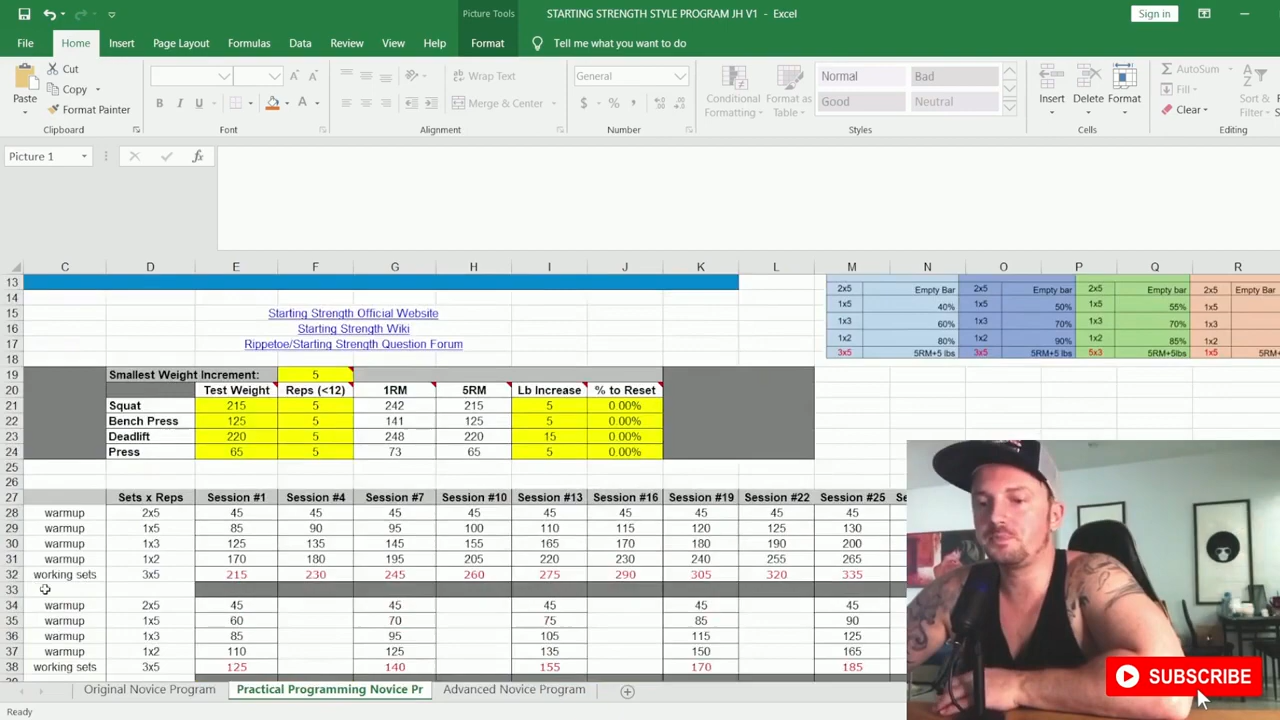 Picture Tools
STARTING STRENGTH STYLE PROGRAM JH V1 - Excel
Sign in
File Home Insert Page Layout Formulas Data Review View Help Format Tell me what you want to do
Paste Cut Copy Format Painter
B I U A A A
Wrap Text
Merge & Center
General
$ % ,
Conditional Formatting
Format as Table
Normal Bad
Good Neutral
Insert Delete Format
AutoSum
Fill
Clear
Sort & Filter
Clipboard Font Alignment Number Styles Cells Editing
Picture 1 fx
C D E F G H I J K L M N O P Q R
13
14
15 Starting Strength Official Website
16 Starting Strength Wiki
17 Rippetoe/Starting Strength Question Forum
18
2x5 Empty Bar 2x5 Empty bar 2x5 Empty bar 2x5 Empty Bar
1x5 40% 1x5 50% 1x5 55% 1x5
1x3 60% 1x3 70% 1x3 70% 1x3
1x2 80% 1x2 90% 1x2 85% 1x2
3x5 5RM+5 lbs 3x5 5RM+5 lbs 5x3 5RM+5lbs 1x5 5RM+5 lbs
19 Smallest Weight Increment: 5
20 Test Weight Reps (<12) 1RM 5RM Lb Increase % to Reset
21 Squat 215 5 242 215 5 0.00%
22 Bench Press 125 5 141 125 5 0.00%
23 Deadlift 220 5 248 220 15 0.00%
24 Press 65 5 73 65 5 0.00%
25
26
27 Sets x Reps Session #1 Session #4 Session #7 Session #10 Session #13 Session #16 Session #19 Session #22 Session #25
28 warmup 2x5 45 45 45 45 45 45 45 45 45
29 warmup 1x5 85 90 95 100 110 115 120 125 130
30 warmup 1x3 125 135 145 155 165 170 180 190 200
31 warmup 1x2 170 180 195 205 220 230 240 255 265
32 working sets 3x5 215 230 245 260 275 290 305 320 335
33
34 warmup 2x5 45 45 45 45 45
35 warmup 1x5 60 70 75 85 90
36 warmup 1x3 85 95 105 115 125
37 warmup 1x2 110 125 135 150 165
38 working sets 3x5 125 140 155 170 185
Original Novice Program Practical Programming Novice Pr Advanced Novice Program
Ready
SUBSCRIBE